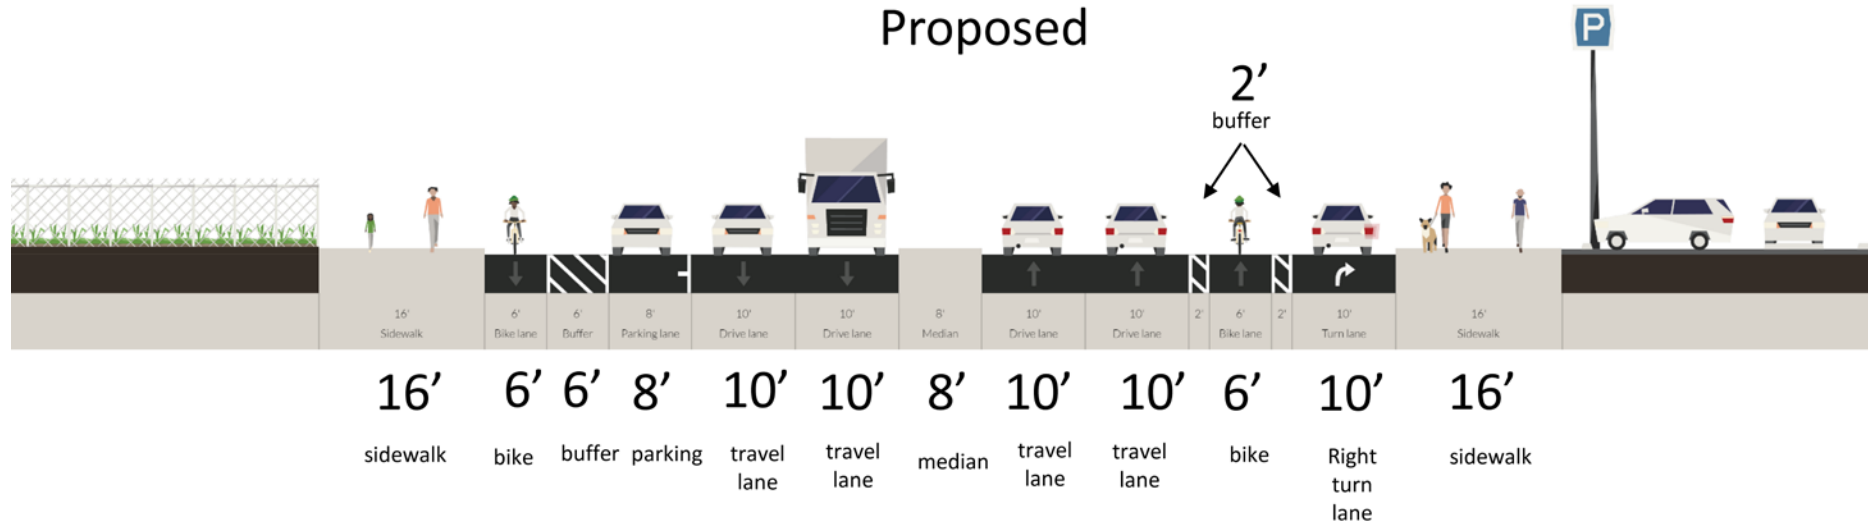 Proposed
P
2’
buffer
16' 6' 6' 8' 10' 10' 8' 10' 10' 2' 6' 2' 10' 16'
Sidewalk Bike lane Buffer Parking lane Drive lane Drive lane Median Drive lane Drive lane Bike lane Turn lane Sidewalk
16’ 6’ 6’ 8’ 10’ 10’ 8’ 10’ 10’ 6’ 10’ 16’
sidewalk bike buffer parking travel travel median travel travel bike Right sidewalk
lane lane lane lane turn
lane